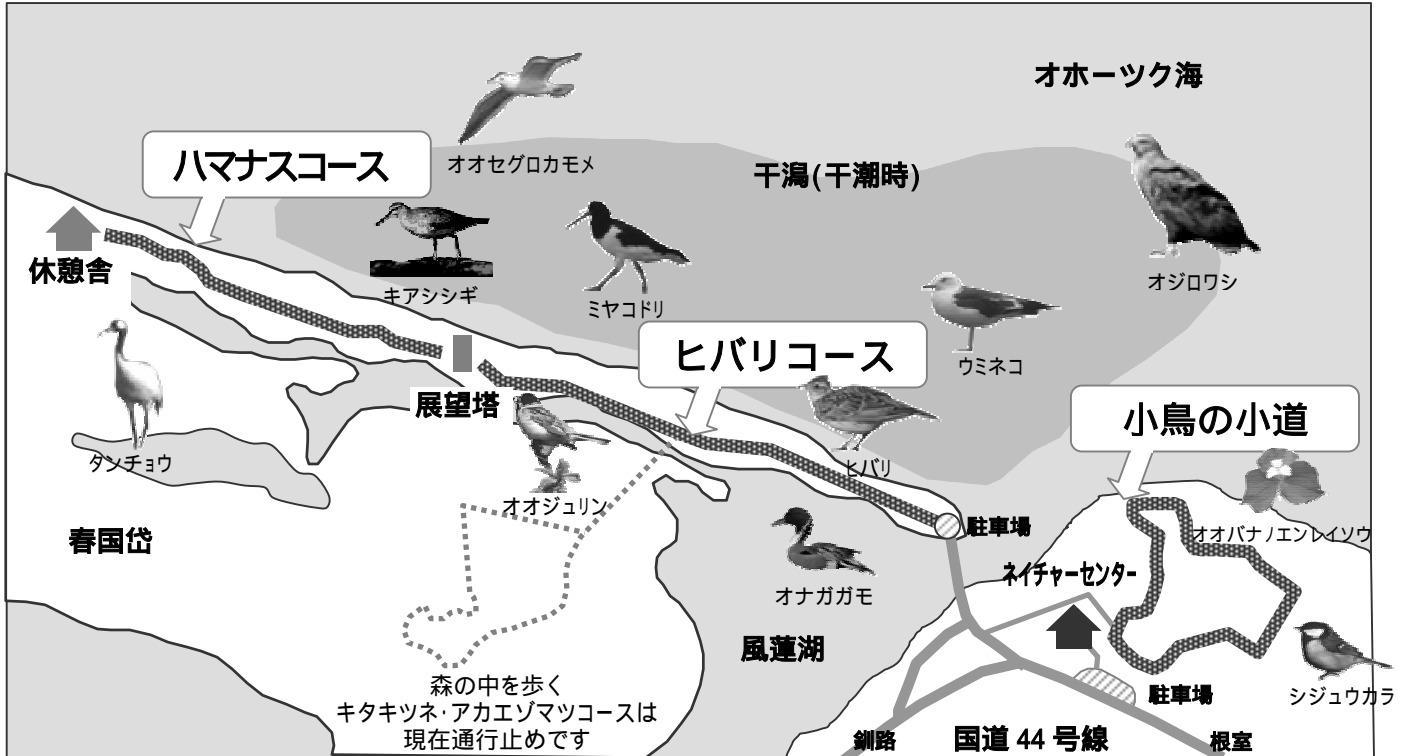 オホーツク海
ハマナスコース
オオセグロカモメ
干潟(干潮時)
休憩舎
キアシシギ
ミヤコドリ
オジロワシ
ヒバリコース
ウミネコ
展望塔
小鳥の小道
タンチョウ
ヒバリ
オオジュリン
春国岱
駐車場
オオバナノエンレイソウ
ネイチャーセンター
オナガガモ
風蓮湖
森の中を歩く
キタキツネ・アカエゾマツコースは
現在通行止めです
駐車場
シジュウカラ
釧路
国道44号線
根室